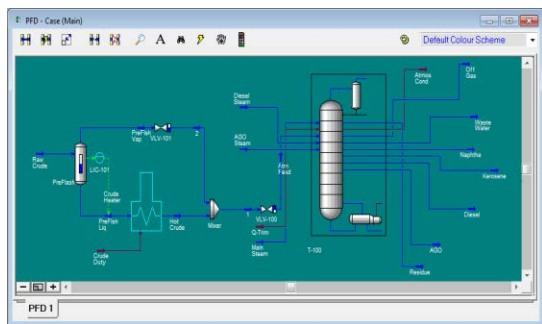 PFD - Case (Main)
A
Default Colour Scheme
Raw
Crude
PreFlash
PreFlsh
Vap
VLV-101
2
LIC-101
PreFlsh
Liq
Crude
Heater
Crude
Duty
Hot
Crude
Mixer
1
VLV-100
Atm
Feed
Q-Trim
Main
Steam
Diesel
Steam
AGO
Steam
T-100
Atmos
Cond
Off
Gas
Waste
Water
Naphtha
Kerosene
Diesel
AGO
Residue
PFD 1